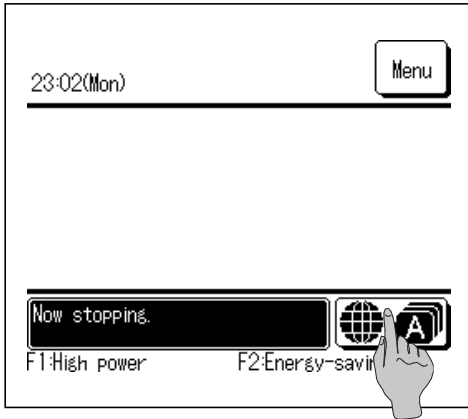 23:02(Mon)
Menu
Now stopping.
A
F1:High power
F2:Energy-savin